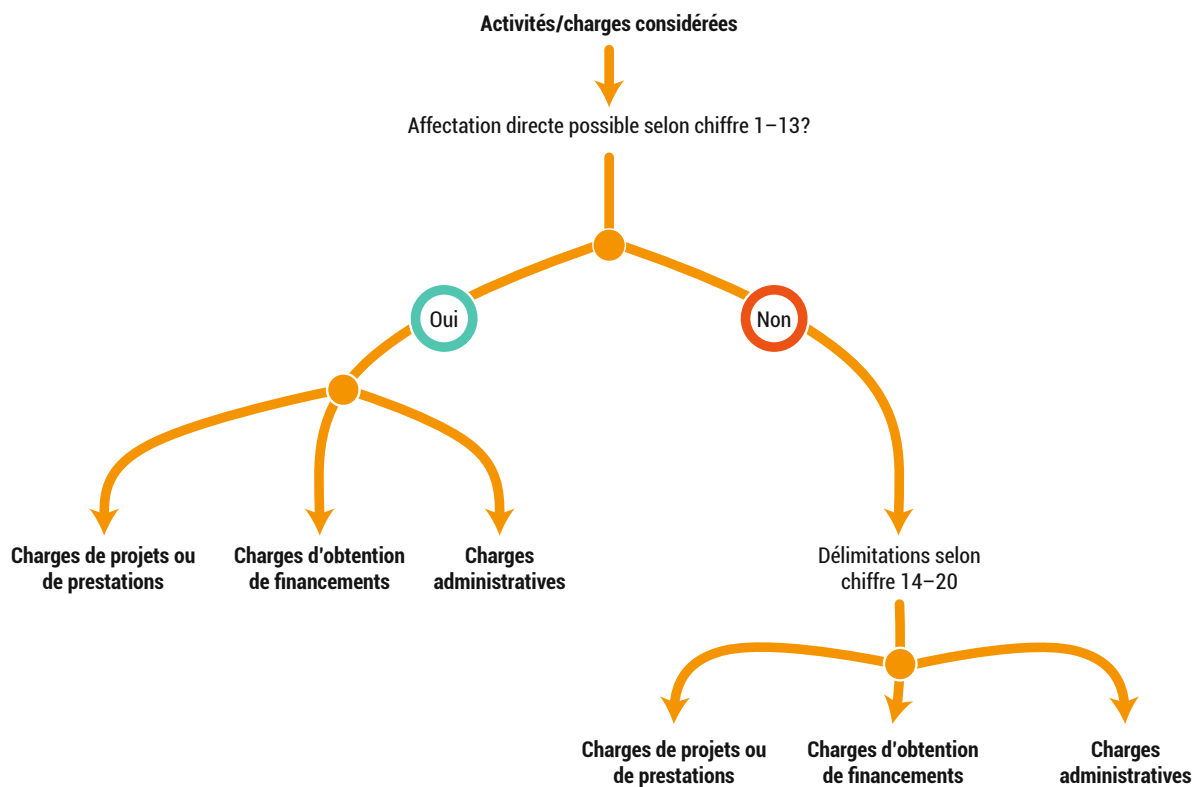 Activités/charges considérées
Affectation directe possible selon chiffre 1–13?
Oui
Non
Charges de projets ou
de prestations
Charges d'obtention
de financements
Charges
administratives
Délimitations selon
chiffre 14–20
Charges de projets ou
de prestations
Charges d'obtention
de financements
Charges
administratives